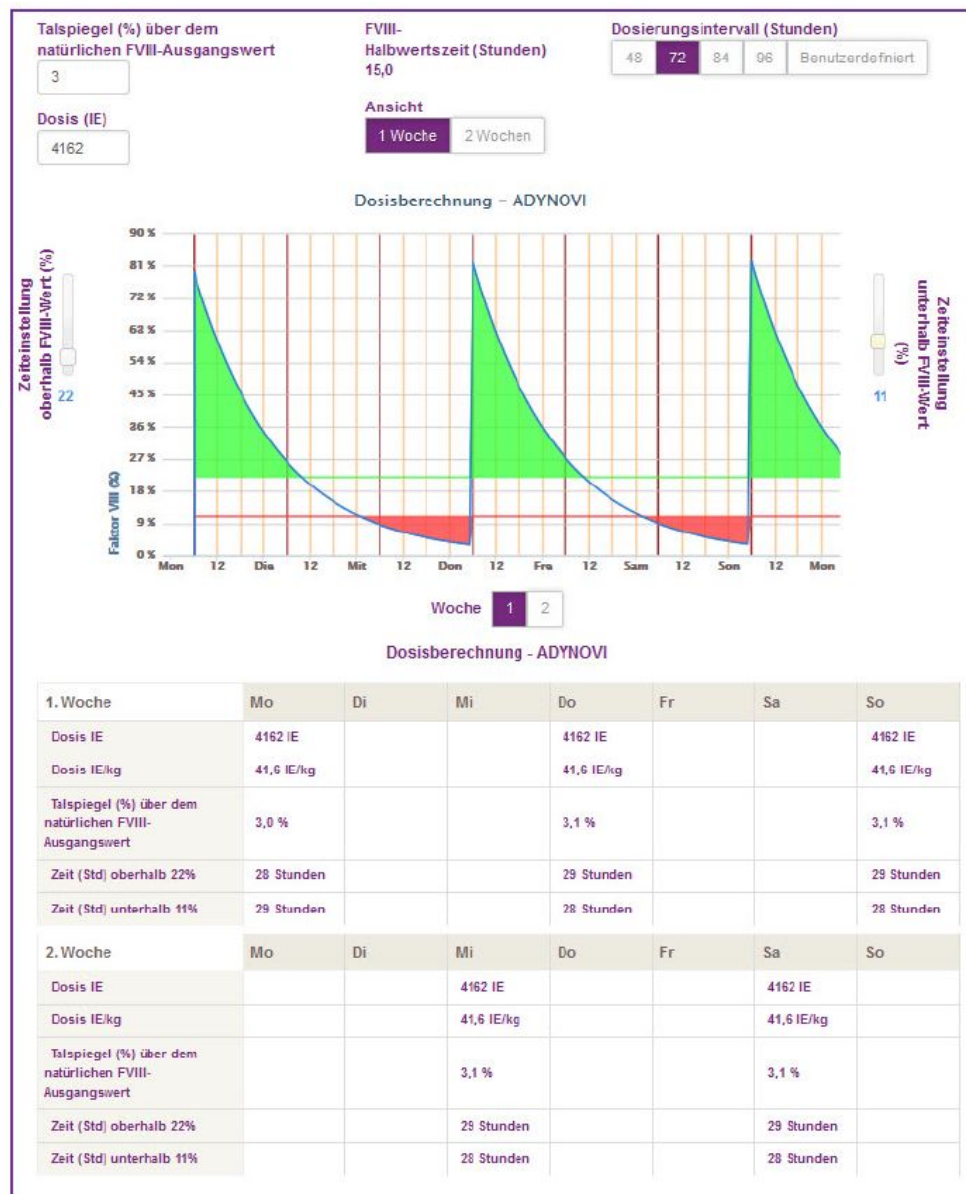 Talspiegel (%) über dem
natürlichen FVIII-Ausgangswert
3
Dosis (IE)
4162
FVIII-
Halbwertszeit (Stunden)
15,0
Ansicht
1 Woche 2 Wochen
Dosierungsintervall (Stunden)
48 72 84 96 Benutzerdefiniert
Dosisberechnung – ADYNOVI
Zeiteinstellung
oberhalb FVIII-Wert (%)
22
Faktor VIII (%)
90 %
81 %
72 %
63 %
54 %
45 %
36 %
27 %
18 %
9 %
0 %
Mon 12 Die 12 Mit 12 Don 12 Fre 12 Sam 12 Son 12 Mon
Zeiteinstellung
unterhalb FVIII-Wert
(%)
11
Woche 1 2
Dosisberechnung - ADYNOVI
1. Woche Mo Di Mi Do Fr Sa So
Dosis IE 4162 IE 4162 IE 4162 IE
Dosis IE/kg 41,6 IE/kg 41,6 IE/kg 41,6 IE/kg
Talspiegel (%) über dem
natürlichen FVIII-
Ausgangswert
3,0 % 3,1 % 3,1 %
Zeit (Std) oberhalb 22% 28 Stunden 29 Stunden 29 Stunden
Zeit (Std) unterhalb 11% 29 Stunden 28 Stunden 28 Stunden
2. Woche Mo Di Mi Do Fr Sa So
Dosis IE 4162 IE 4162 IE
Dosis IE/kg 41,6 IE/kg 41,6 IE/kg
Talspiegel (%) über dem
natürlichen FVIII-
Ausgangswert
3,1 % 3,1 %
Zeit (Std) oberhalb 22% 29 Stunden 29 Stunden
Zeit (Std) unterhalb 11% 28 Stunden 28 Stunden